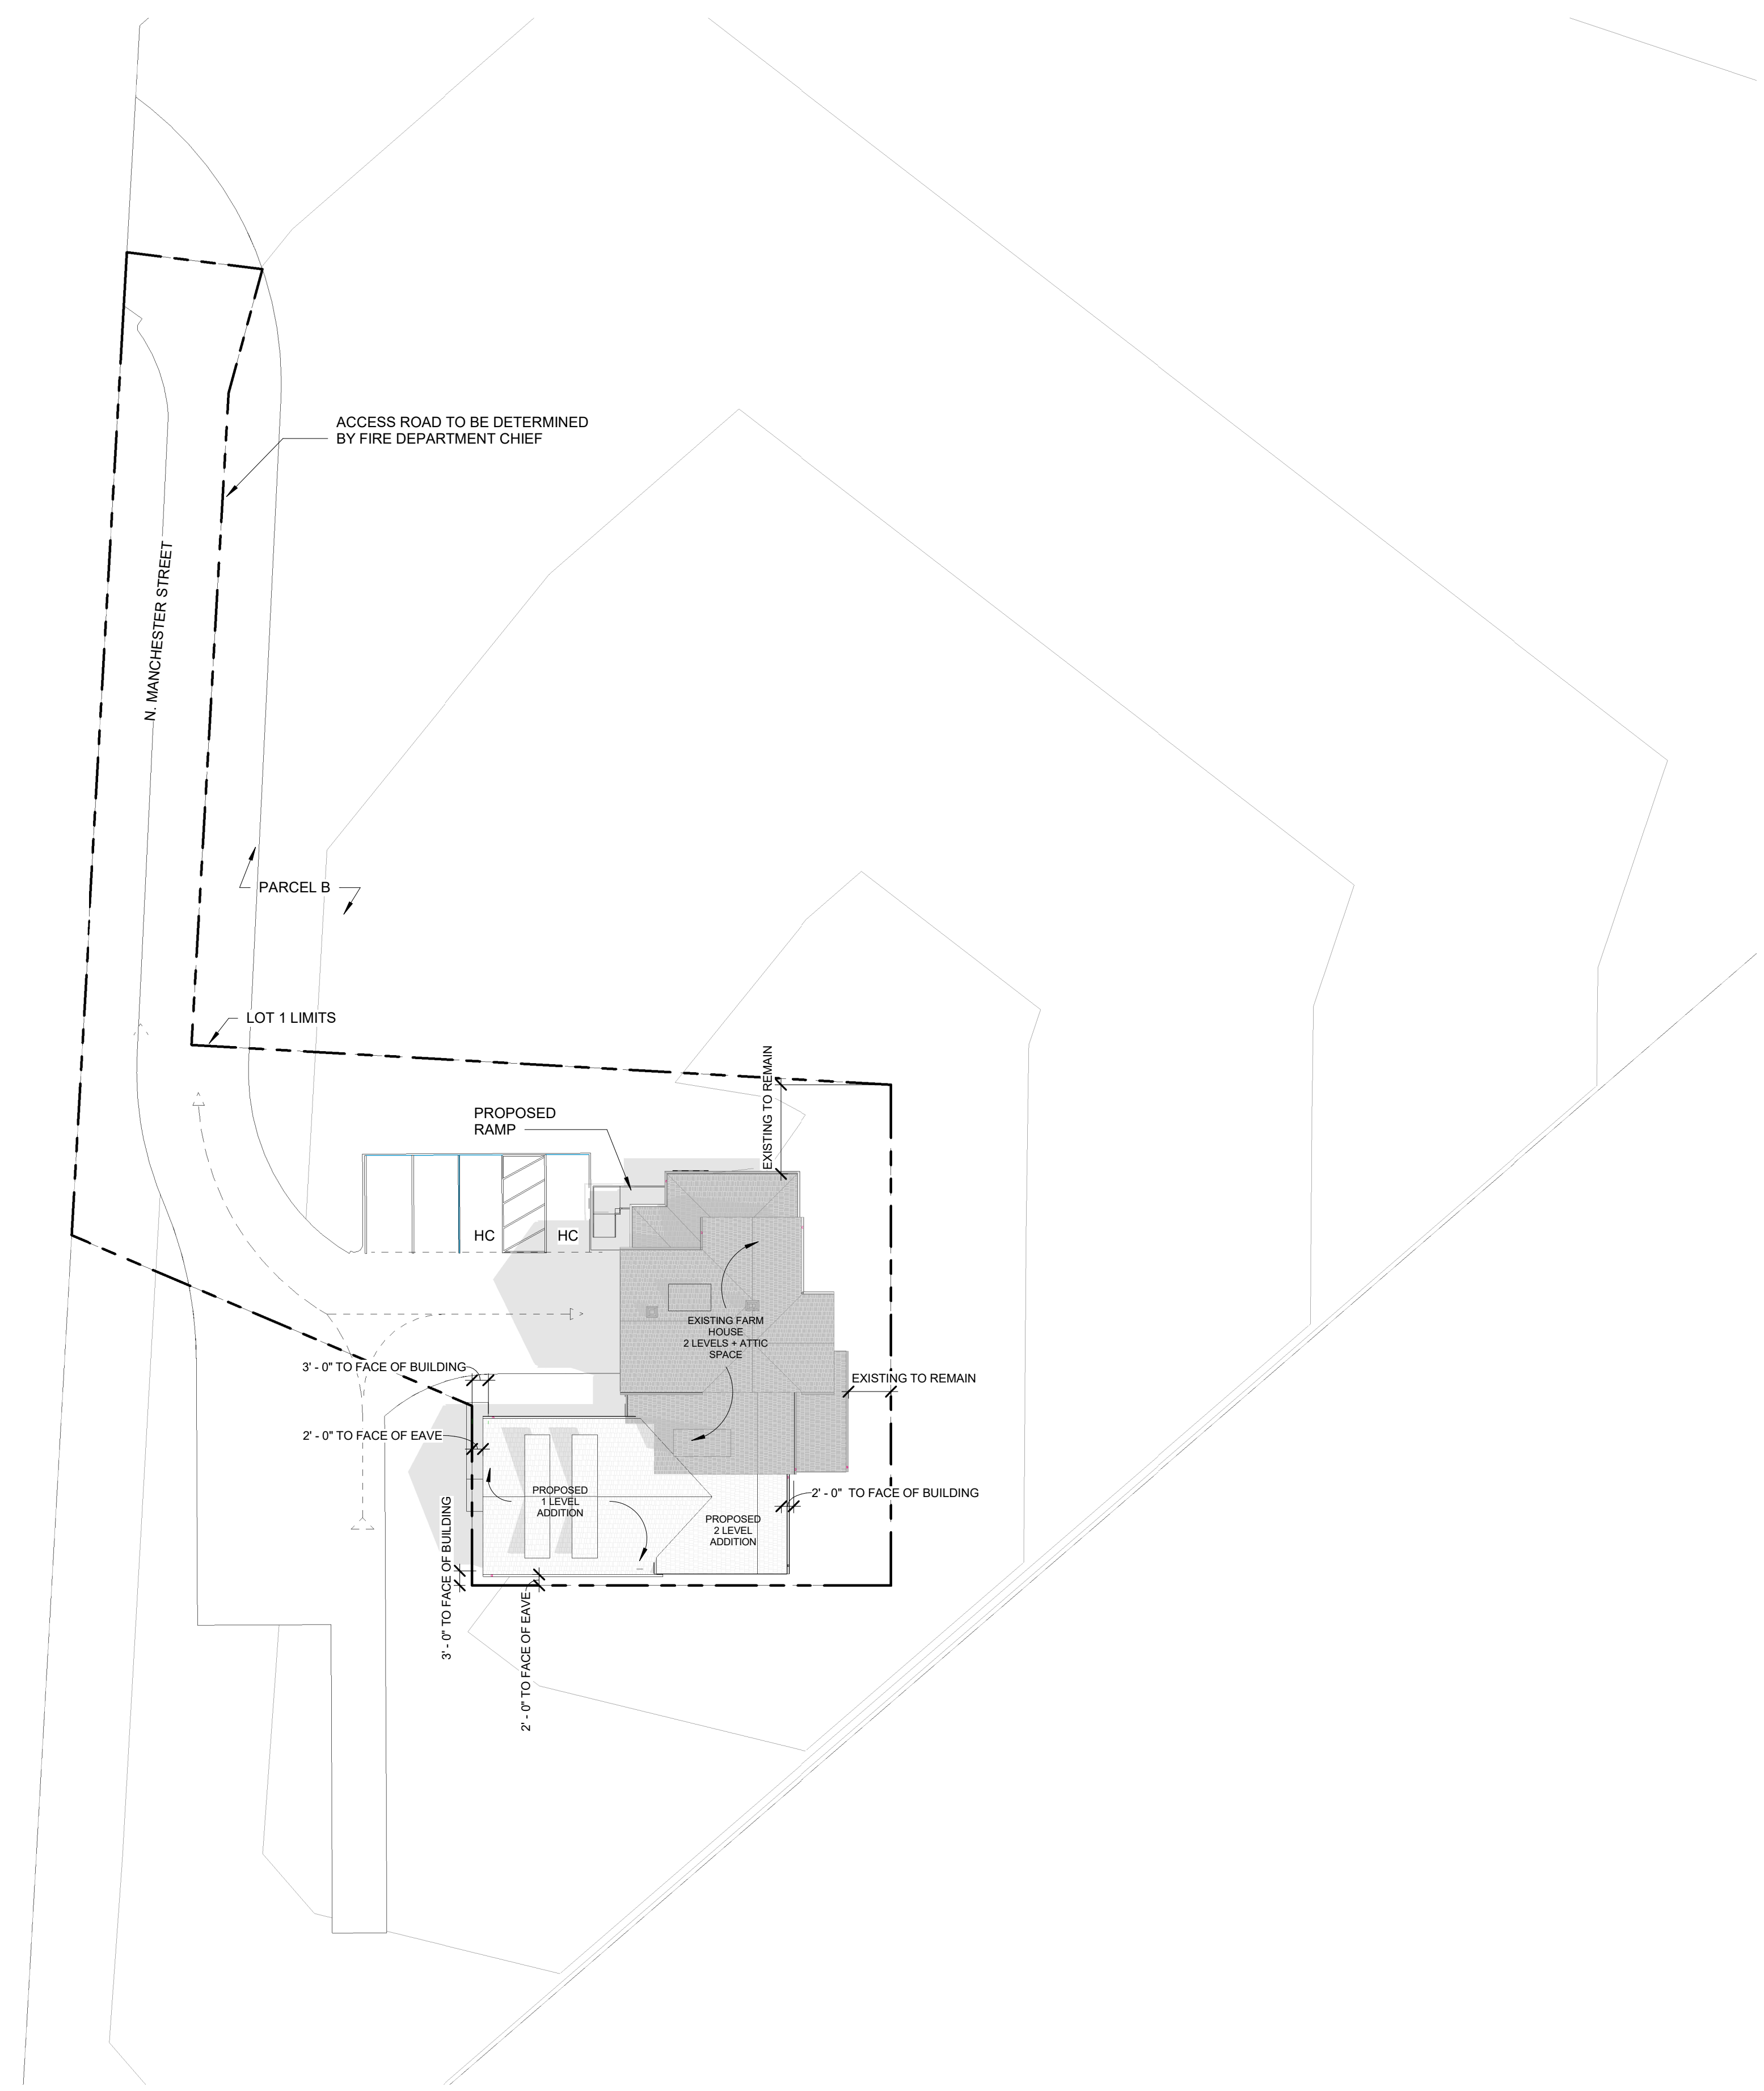 ACCESS ROAD TO BE DETERMINED
BY FIRE DEPARTMENT CHIEF
N. MANCHESTER STREET
PARCEL B
LOT 1 LIMITS
EXISTING TO REMAIN
PROPOSED
RAMP
HC
HC
EXISTING FARM
HOUSE
2 LEVELS + ATTIC
SPACE
3' - 0" TO FACE OF BUILDING
EXISTING TO REMAIN
2' - 0" TO FACE OF EAVE
PROPOSED
1 LEVEL
ADDITION
2' - 0" TO FACE OF BUILDING
PROPOSED
2 LEVEL
ADDITION
3' - 0" TO FACE OF BUILDING
2' - 0" TO FACE OF EAVE